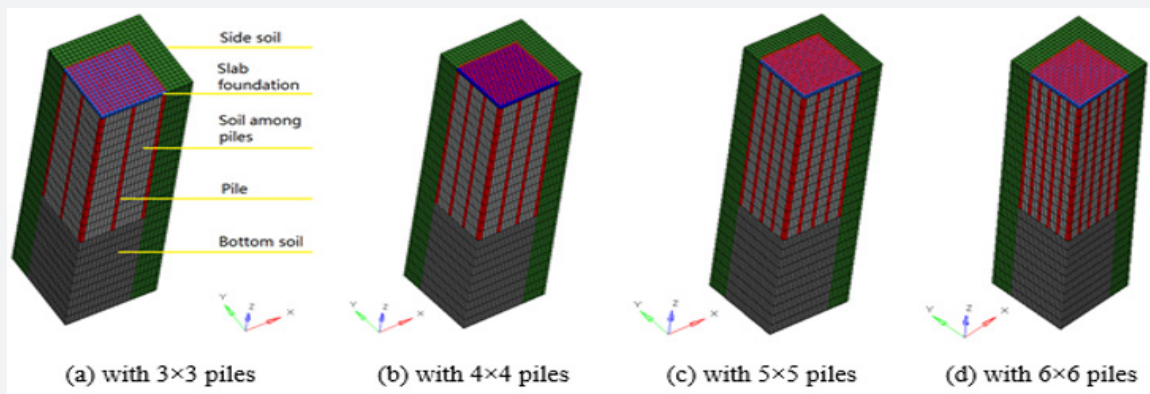 Side soil
Slab
foundation
Soil among
piles
Pile
Bottom soil
Y Z X
Y Z X
Y Z X
Y Z X
(a) with 3×3 piles
(b) with 4×4 piles
(c) with 5×5 piles
(d) with 6×6 piles